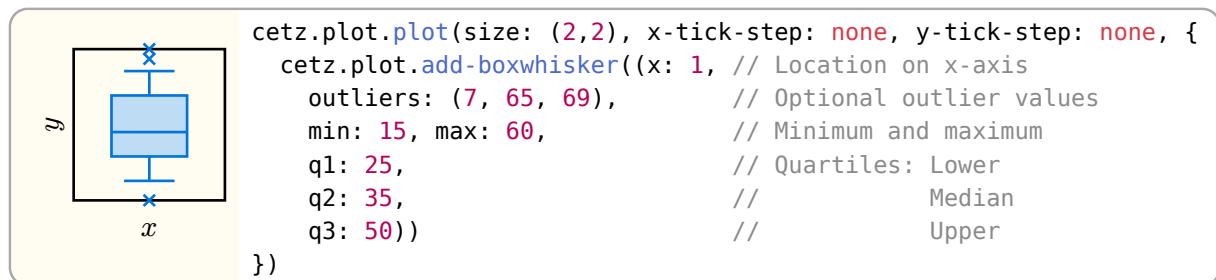 y
x
cetz.plot.plot(size: (2,2), x-tick-step: none, y-tick-step: none, {
  cetz.plot.add-boxwhisker((x: 1, // Location on x-axis
    outliers: (7, 65, 69),        // Optional outlier values
    min: 15, max: 60,             // Minimum and maximum
    q1: 25,                       // Quartiles: Lower
    q2: 35,                       //            Median
    q3: 50))                      //            Upper
})